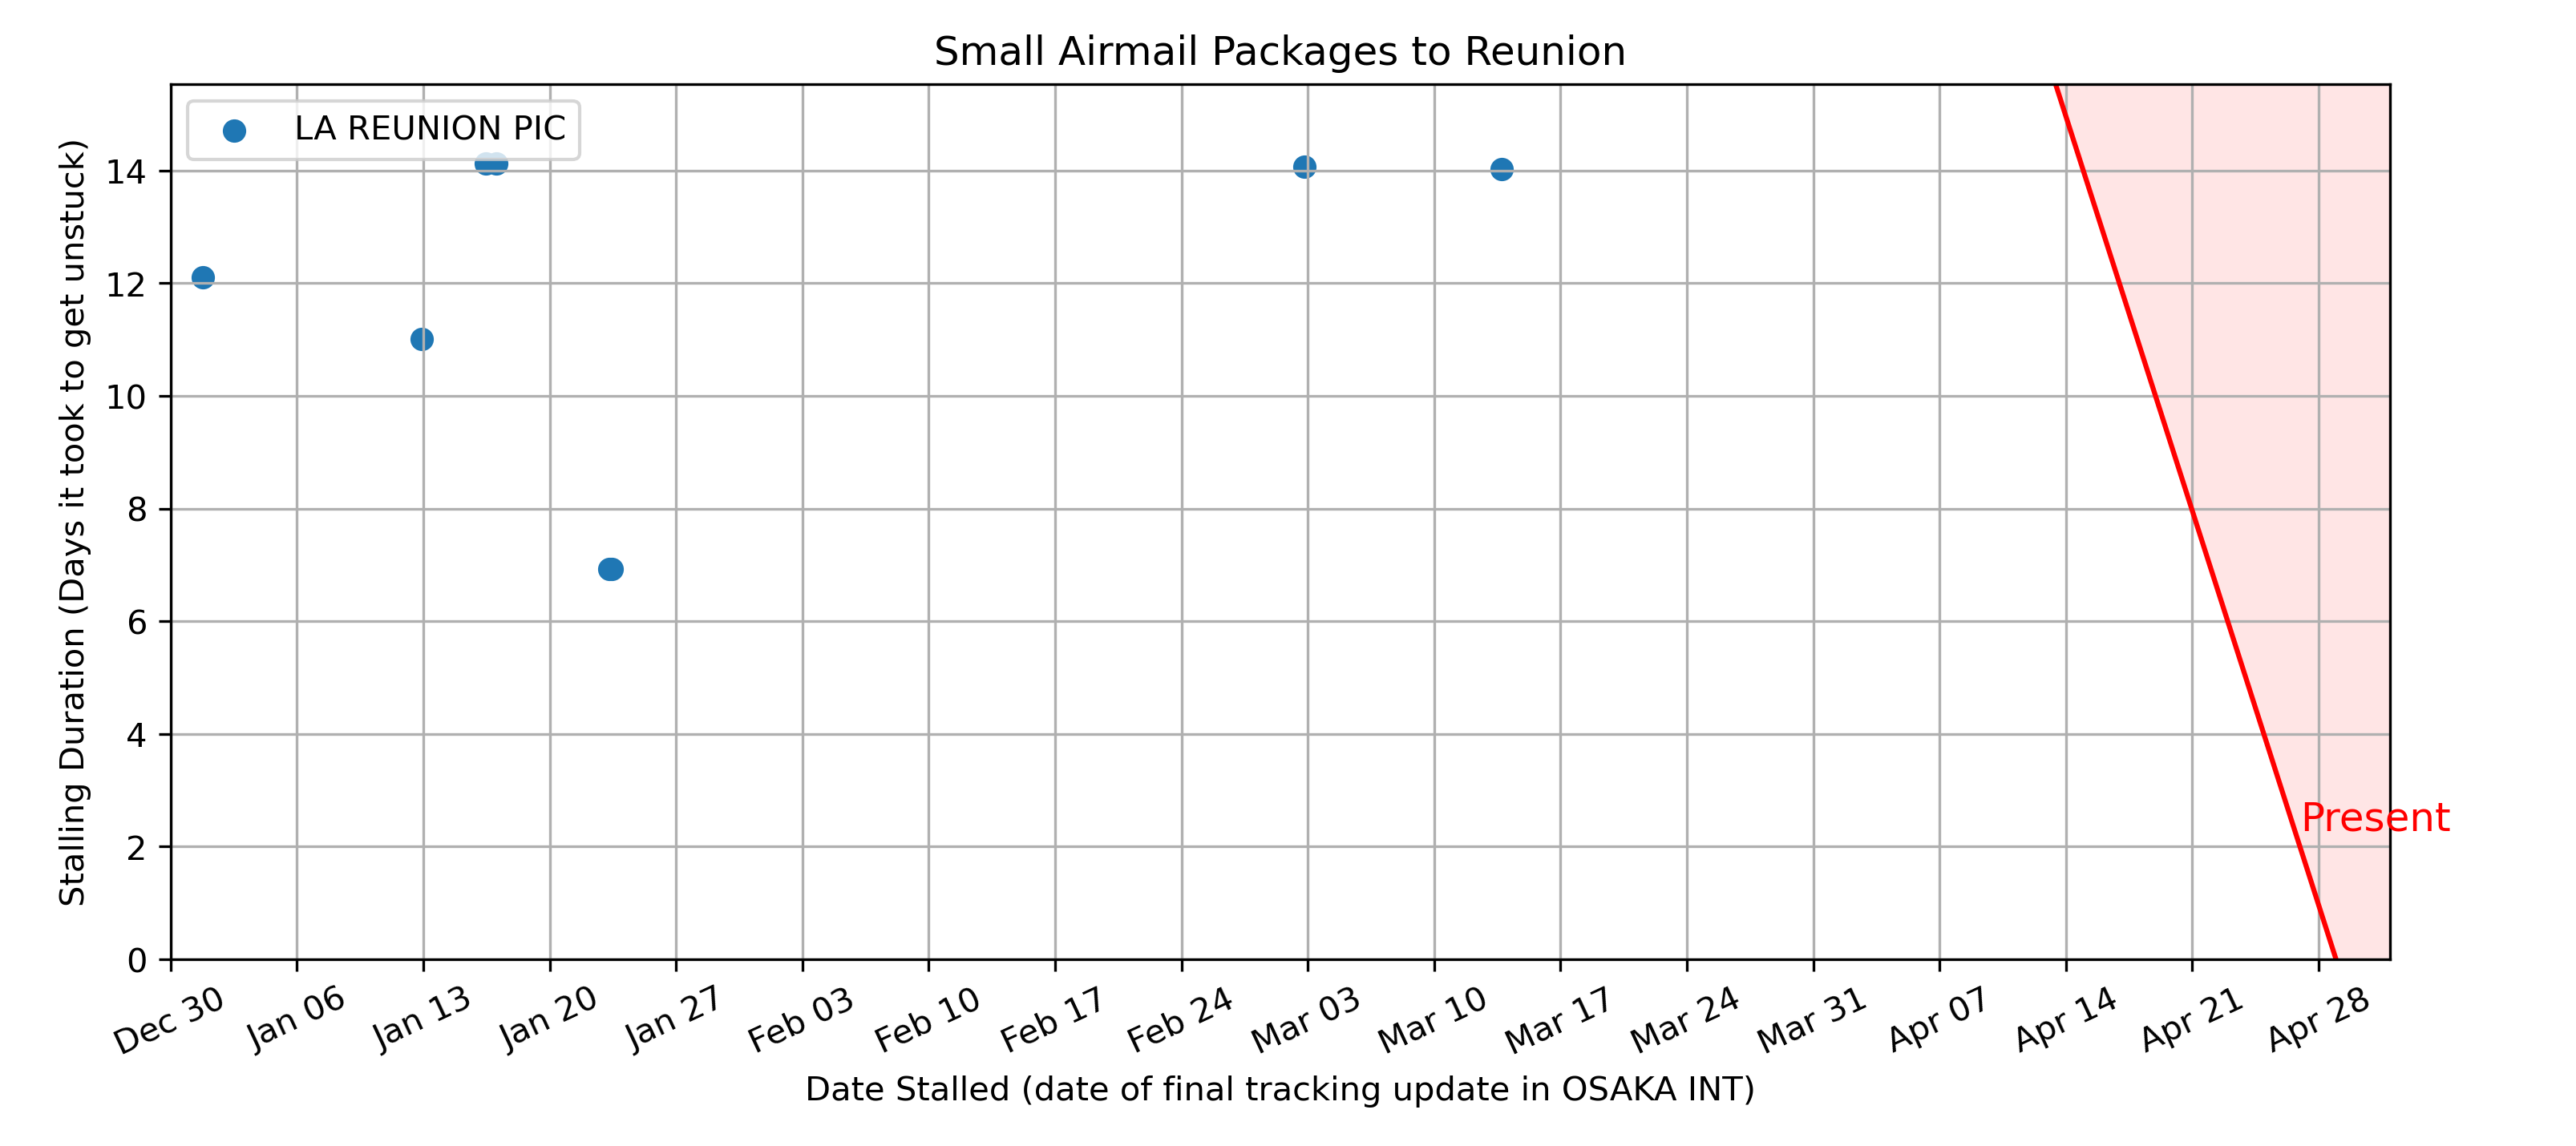 Small Airmail Packages to Reunion
LA REUNION PIC
Stalling Duration (Days it took to get unstuck)
14
12
10
8
6
4
2
0
Present
Dec 30
Jan 06
Jan 13
Jan 20
Jan 27
Feb 03
Feb 10
Feb 17
Feb 24
Mar 03
Mar 10
Mar 17
Mar 24
Mar 31
Apr 07
Apr 14
Apr 21
Apr 28
Date Stalled (date of final tracking update in OSAKA INT)